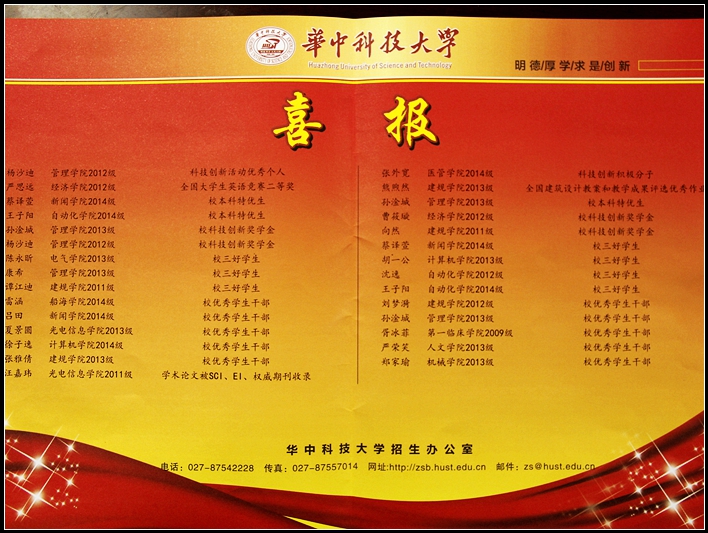 華中科技大學
Huazhong University of Science and Technology
明德/厚学/求是/创新
喜报
杨沙迪 管理学院2012级 科技创新活动优秀个人
严思远 经济学院2012级 全国大学生英语竞赛二等奖
蔡译萱 新闻学院2014级 校本科特优生
王子阳 自动化学院2014级 校本科特优生
孙淦城 管理学院2013级 校科技创新奖学金
杨沙迪 管理学院2012级 校科技创新奖学金
陈永昕 电气学院2013级 校三好学生
康希 管理学院2013级 校三好学生
谭江迪 建规学院2011级 校三好学生
雷涵 船海学院2014级 校优秀学生干部
吕田 新闻学院2014级 校优秀学生干部
夏景圆 光电信息学院2013级 校优秀学生干部
徐子逸 计算机学院2014级 校优秀学生干部
张雅倩 建规学院2013级 校优秀学生干部
汪嘉玮 光电信息学院2011级 学术论文被SCI、EI、权威期刊收录
张外宽 医管学院2014级 科技创新积极分子
熊煦然 建规学院2013级 全国建筑设计教案和教学成果评选优秀作业
孙淦城 管理学院2013级 校本科特优生
曹莀瑊 经济学院2012级 校科技创新奖学金
向然 建规学院2011级 校科技创新奖学金
蔡译萱 新闻学院2014级 校三好学生
胡一公 计算机学院2013级 校三好学生
沈逸 自动化学院2012级 校三好学生
王子阳 自动化学院2014级 校三好学生
刘梦漪 建规学院2012级 校优秀学生干部
孙淦城 管理学院2013级 校优秀学生干部
胥冰菲 第一临床学院2009级 校优秀学生干部
严荣笑 人文学院2013级 校优秀学生干部
郑家瑜 机械学院2013级 校优秀学生干部
华中科技大学招生办公室
电话：027-87542228 传真：027-87557014 网址:http://zsb.hust.edu.cn 邮件：zs@hust.edu.cn